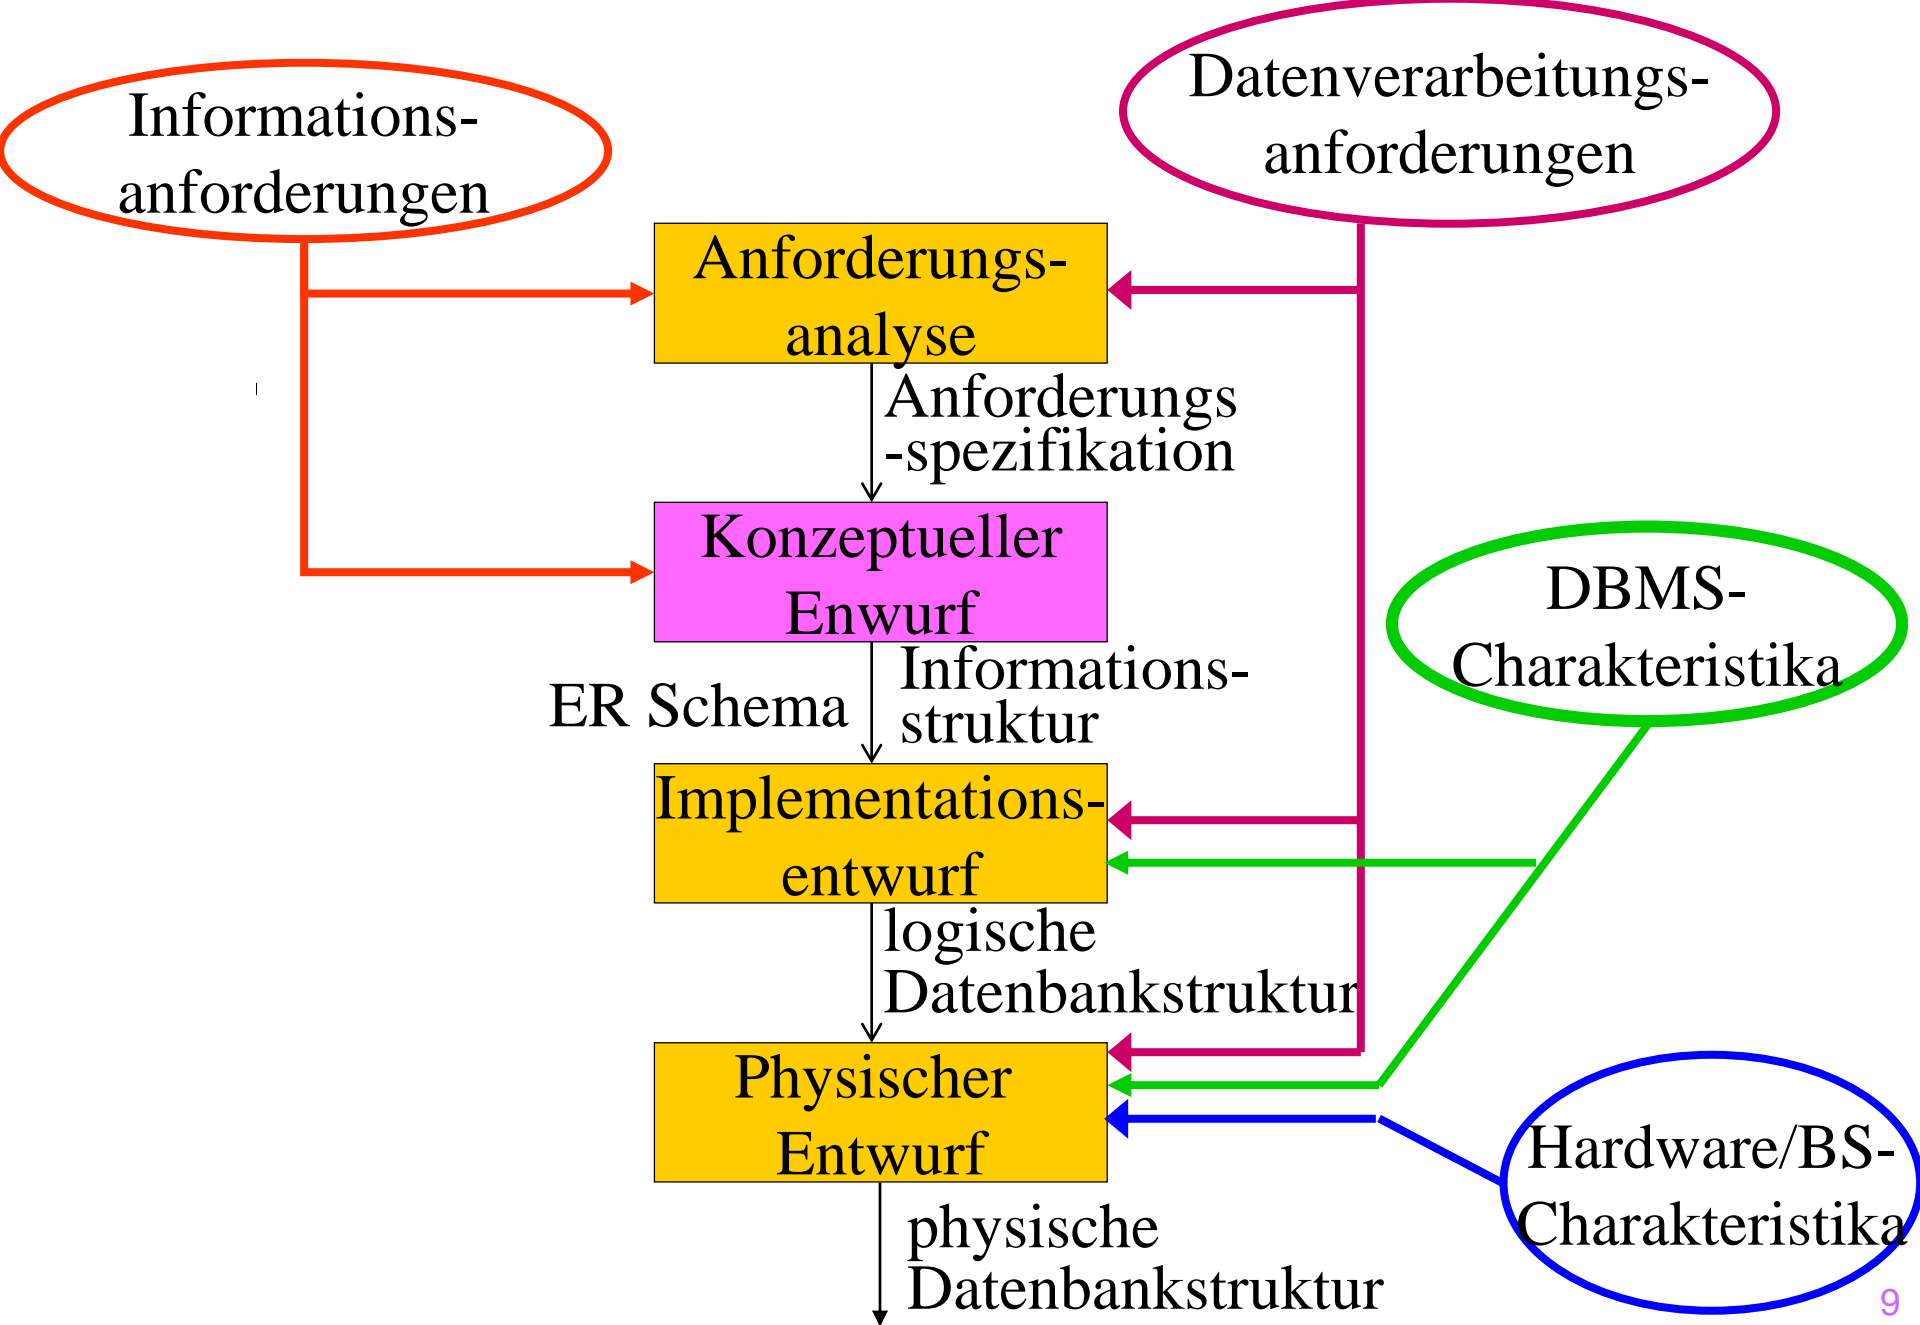 Informations-
anforderungen
Datenverarbeitungs-
anforderungen
Anforderungs-
analyse
Anforderungs
-spezifikation
Konzeptueller
Enwurf
DBMS-
Charakteristika
ER Schema
Informations-
struktur
Implementations-
entwurf
logische
Datenbankstruktur
Physischer
Entwurf
Hardware/BS-
Charakteristika
physische
Datenbankstruktur
9